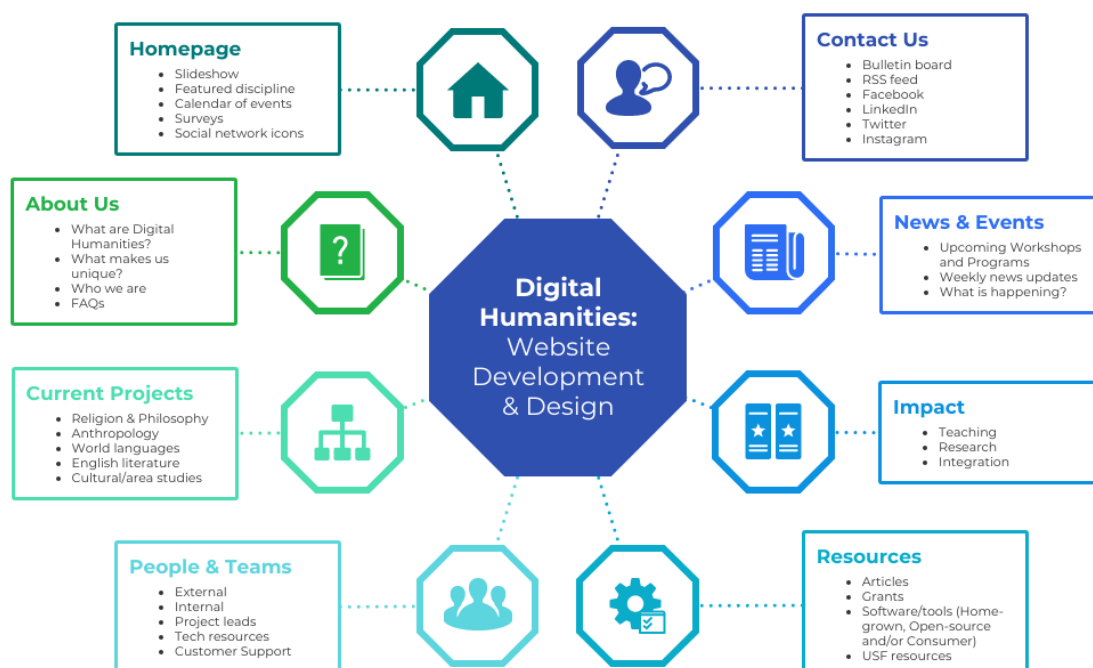 Homepage
• Slideshow
• Featured discipline
• Calendar of events
• Surveys
• Social network icons
Contact Us
• Bulletin board
• RSS feed
• Facebook
• LinkedIn
• Twitter
• Instagram
About Us
• What are Digital
Humanities?
• What makes us
unique?
• Who we are
• FAQs
?
News & Events
• Upcoming Workshops
and Programs
• Weekly news updates
• What is happening?
Digital
Humanities:
Website
Development
& Design
Current Projects
• Religion & Philosophy
• Anthropology
• World languages
• English literature
• Cultural/area studies
Impact
• Teaching
• Research
• Integration
People & Teams
• External
• Internal
• Project leads
• Tech resources
• Customer Support
Resources
• Articles
• Grants
• Software/tools (Home-
grown, Open-source
and/or Consumer)
• USF resources